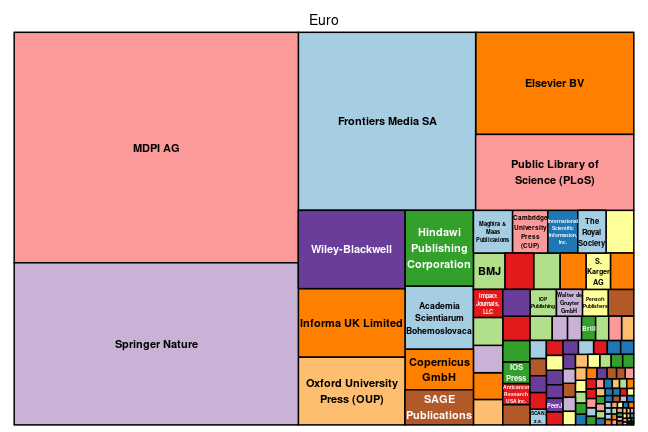 Euro
MDPI AG
Springer Nature
Frontiers Media SA
Elsevier BV
Public Library of
Science (PLoS)
Wiley-Blackwell
Informa UK Limited
Oxford University
Press (OUP)
Hindawi
Publishing
Corporation
Academia
Scientiarum
Bohemoslovaca
Copernicus
GmbH
SAGE
Publications
Maghira &
Maas
Publications
Cambridge
University
Press
(CUP)
International
Scientific
Information,
Inc.
The
Royal
Society
BMJ
S.
Karger
AG
Impact
Journals,
LLC
IOP
Publishing
Walter de
Gruyter
GmbH
Pensoft
Publishers
Brill
IOS
Press
Anticancer
Research
USA Inc.
SCAN,
z.s.
PeerJ